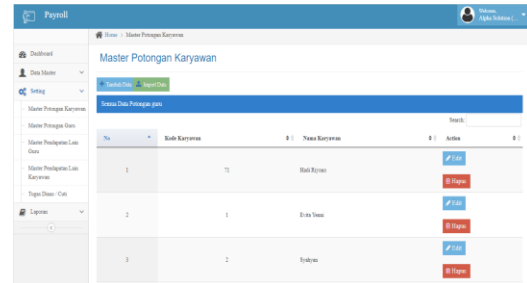 Payroll
Welcome,
Alpha Solution (...
Home > Master Potongan Karyawan
Dashboard
Data Master
Seting
Master Potongan Karyawan
Master Potongan Guru
Master Pendapatan Lain
Guru
Master Pendapatan Lain
Karyawan
Tugas Dinas / Cuti
Laporan
Master Potongan Karyawan
+ Tambah Data Import Data
Semua Data Potongan guru
Search:
No Kode Karyawan Nama Karyawan Action
1 71 Hadi Riyanto Edit
Hapus
2 1 Evita Yeni Edit
Hapus
3 2 Syahyan Edit
Hapus